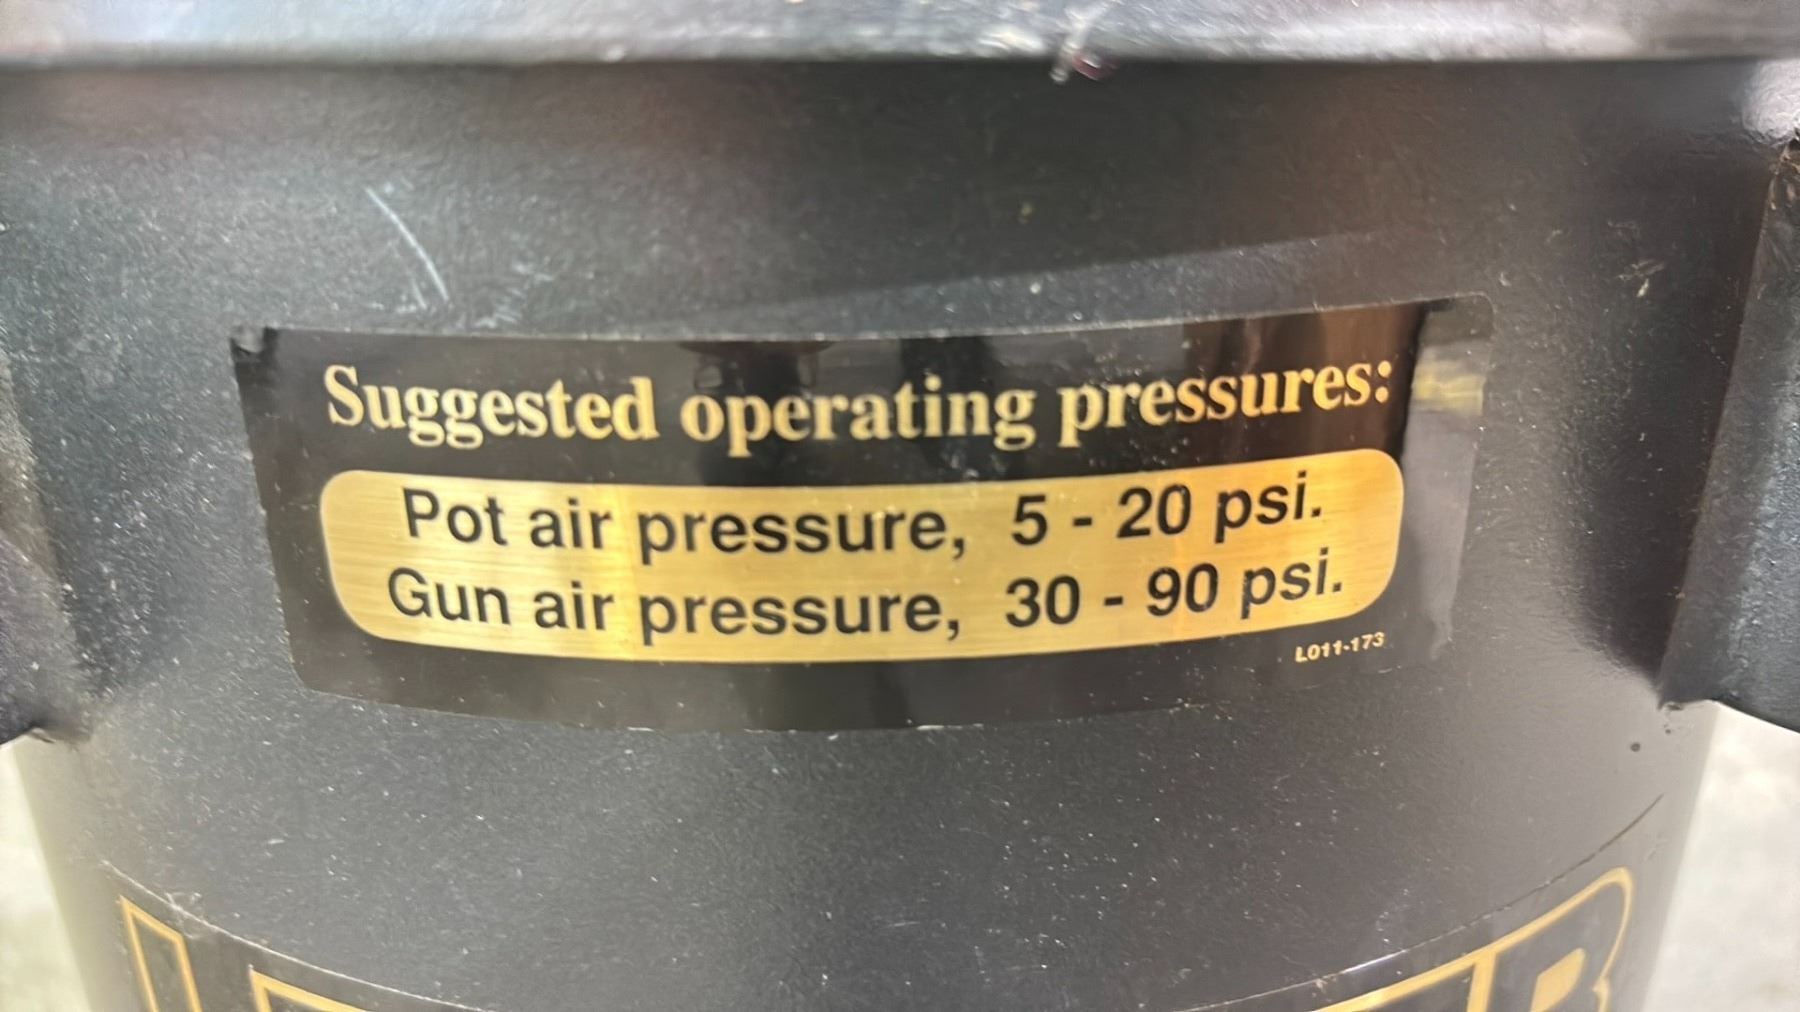 Suggested operating pressures:
Pot air pressure, 5 - 20 psi.
Gun air pressure, 30 - 90 psi.
L011-173